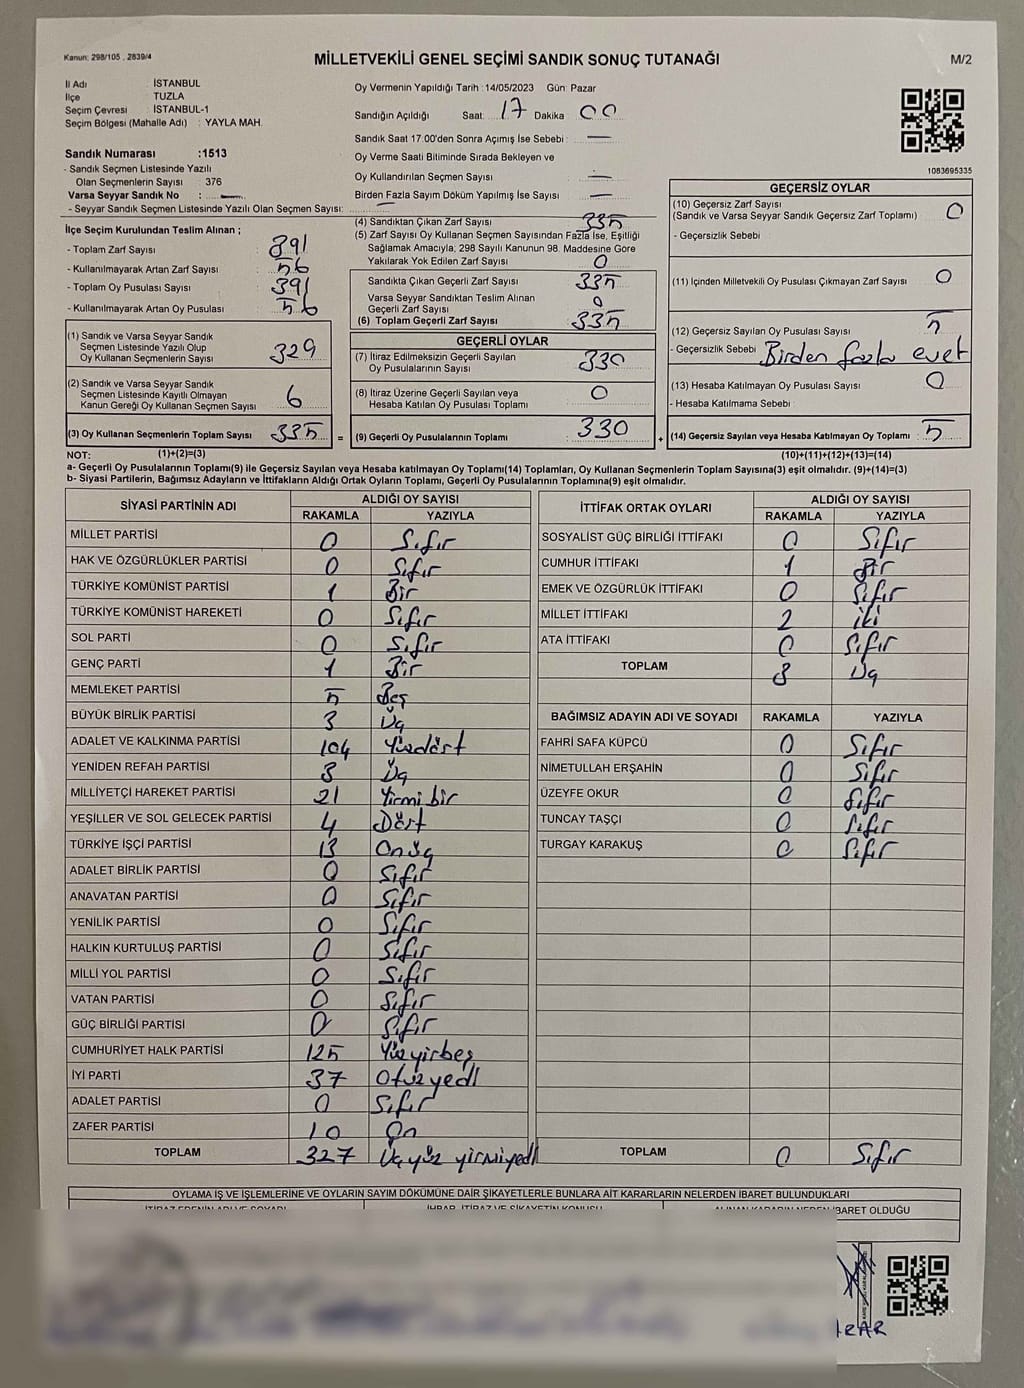 Kanun: 298/105 , 2839/4
MİLLETVEKİLİ GENEL SEÇİMİ SANDIK SONUÇ TUTANAĞI
M/2
İl Adı : İSTANBUL
İlçe : TUZLA
Seçim Çevresi : İSTANBUL-1
Seçim Bölgesi (Mahalle Adı) : YAYLA MAH.
Sandık Numarası :1513
- Sandık Seçmen Listesinde Yazılı
Olan Seçmenlerin Sayısı : 376
Varsa Seyyar Sandık No : —
- Seyyar Sandık Seçmen Listesinde Yazılı Olan Seçmen Sayısı: —
İlçe Seçim Kurulundan Teslim Alınan ;
- Toplam Zarf Sayısı 391
- Kullanılmayarak Artan Zarf Sayısı 56
- Toplam Oy Pusulası Sayısı 391
- Kullanılmayarak Artan Oy Pusulası 56
(1) Sandık ve Varsa Seyyar Sandık
Seçmen Listesinde Yazılı Olup
Oy Kullanan Seçmenlerin Sayısı 329
(2) Sandık ve Varsa Seyyar Sandık
Seçmen Listesinde Kayıtlı Olmayan
Kanun Gereği Oy Kullanan Seçmen Sayısı 6
(3) Oy Kullanan Seçmenlerin Toplam Sayısı 335 =
Oy Vermenin Yapıldığı Tarih :14/05/2023 Gün: Pazar
Sandığın Açıldığı Saat: 17 Dakika 00
Sandık Saat 17:00'den Sonra Açımış İse Sebebi : —
Oy Verme Saati Bitiminde Sırada Bekleyen ve
Oy Kullandırılan Seçmen Sayısı : —
Birden Fazla Sayım Döküm Yapılmış İse Sayısı : —
(4) Sandıktan Çıkan Zarf Sayısı 335
(5) Zarf Sayısı Oy Kullanan Seçmen Sayısından Fazla İse, Eşitliği
Sağlamak Amacıyla; 298 Sayılı Kanunun 98. Maddesine Göre
Yakılarak Yok Edilen Zarf Sayısı : 0
Sandıkta Çıkan Geçerli Zarf Sayısı 335
Varsa Seyyar Sandıktan Teslim Alınan
Geçerli Zarf Sayısı 0
(6) Toplam Geçerli Zarf Sayısı 335
GEÇERLİ OYLAR
(7) İtiraz Edilmeksizin Geçerli Sayılan
Oy Pusulalarının Sayısı 330
(8) İtiraz Üzerine Geçerli Sayılan veya
Hesaba Katılan Oy Pusulası Toplamı 0
(9) Geçerli Oy Pusulalarının Toplamı 330 +
1083695335
GEÇERSİZ OYLAR
(10) Geçersiz Zarf Sayısı 0
(Sandık ve Varsa Seyyar Sandık Geçersiz Zarf Toplamı)
- Geçersizlik Sebebi :
(11) İçinden Milletvekili Oy Pusulası Çıkmayan Zarf Sayısı 0
(12) Geçersiz Sayılan Oy Pusulası Sayısı 5
- Geçersizlik Sebebi Birden fazla evet
(13) Hesaba Katılmayan Oy Pusulası Sayısı 0
- Hesaba Katılmama Sebebi :
(14) Geçersiz Sayılan veya Hesaba Katılmayan Oy Toplamı : 5
NOT: (1)+(2)=(3) (10)+(11)+(12)+(13)=(14)
a- Geçerli Oy Pusulalarının Toplamı(9) ile Geçersiz Sayılan veya Hesaba katılmayan Oy Toplamı(14) Toplamları, Oy Kullanan Seçmenlerin Toplam Sayısına(3) eşit olmalıdır. (9)+(14)=(3)
b- Siyasi Partilerin, Bağımsız Adayların ve İttifakların Aldığı Ortak Oyların Toplamı, Geçerli Oy Pusulalarının Toplamına(9) eşit olmalıdır.
SİYASİ PARTİNİN ADI ALDIĞI OY SAYISI
RAKAMLA YAZIYLA
MİLLET PARTİSİ 0 Sıfır
HAK VE ÖZGÜRLÜKLER PARTİSİ 0 Sıfır
TÜRKİYE KOMÜNİST PARTİSİ 1 Bir
TÜRKİYE KOMÜNİST HAREKETİ 0 Sıfır
SOL PARTİ 0 Sıfır
GENÇ PARTİ 1 Bir
MEMLEKET PARTİSİ 5 Beş
BÜYÜK BİRLİK PARTİSİ 3 Üç
ADALET VE KALKINMA PARTİSİ 104 Yüzdört
YENİDEN REFAH PARTİSİ 3 Üç
MİLLİYETÇİ HAREKET PARTİSİ 21 Yirmi bir
YEŞİLLER VE SOL GELECEK PARTİSİ 4 Dört
TÜRKİYE İŞÇİ PARTİSİ 13 Onüç
ADALET BİRLİK PARTİSİ 0 Sıfır
ANAVATAN PARTİSİ 0 Sıfır
YENİLİK PARTİSİ 0 Sıfır
HALKIN KURTULUŞ PARTİSİ 0 Sıfır
MİLLİ YOL PARTİSİ 0 Sıfır
VATAN PARTİSİ 0 Sıfır
GÜÇ BİRLİĞİ PARTİSİ 0 Sıfır
CUMHURİYET HALK PARTİSİ 125 Yüzyirbeş
İYİ PARTİ 37 Otuzyedi
ADALET PARTİSİ 0 Sıfır
ZAFER PARTİSİ 10 On
TOPLAM 327 Üçyüz yirmiyedi
İTTİFAK ORTAK OYLARI ALDIĞI OY SAYISI
RAKAMLA YAZIYLA
SOSYALİST GÜÇ BİRLİĞİ İTTİFAKI 0 Sıfır
CUMHUR İTTİFAKI 1 Bir
EMEK VE ÖZGÜRLÜK İTTİFAKI 0 Sıfır
MİLLET İTTİFAKI 2 İki
ATA İTTİFAKI 0 Sıfır
TOPLAM 3 Üç
BAĞIMSIZ ADAYIN ADI VE SOYADI RAKAMLA YAZIYLA
FAHRİ SAFA KÜPCÜ 0 Sıfır
NİMETULLAH ERŞAHİN 0 Sıfır
ÜZEYFE OKUR 0 Sıfır
TUNCAY TAŞÇI 0 Sıfır
TURGAY KARAKUŞ 0 Sıfır
TOPLAM 0 Sıfır
OYLAMA İŞ VE İŞLEMLERİNE VE OYLARIN SAYIM DÖKÜMÜNE DAİR ŞİKAYETLERLE BUNLARA AİT KARARLARIN NELERDEN İBARET BULUNDUKLARI
İTİRAZ EDENİN ADI VE SOYADI İHBAR, İTİRAZ VE ŞİKAYETİN KONUSU ALINAN KARARIN NEDEN İBARET OLDUĞU